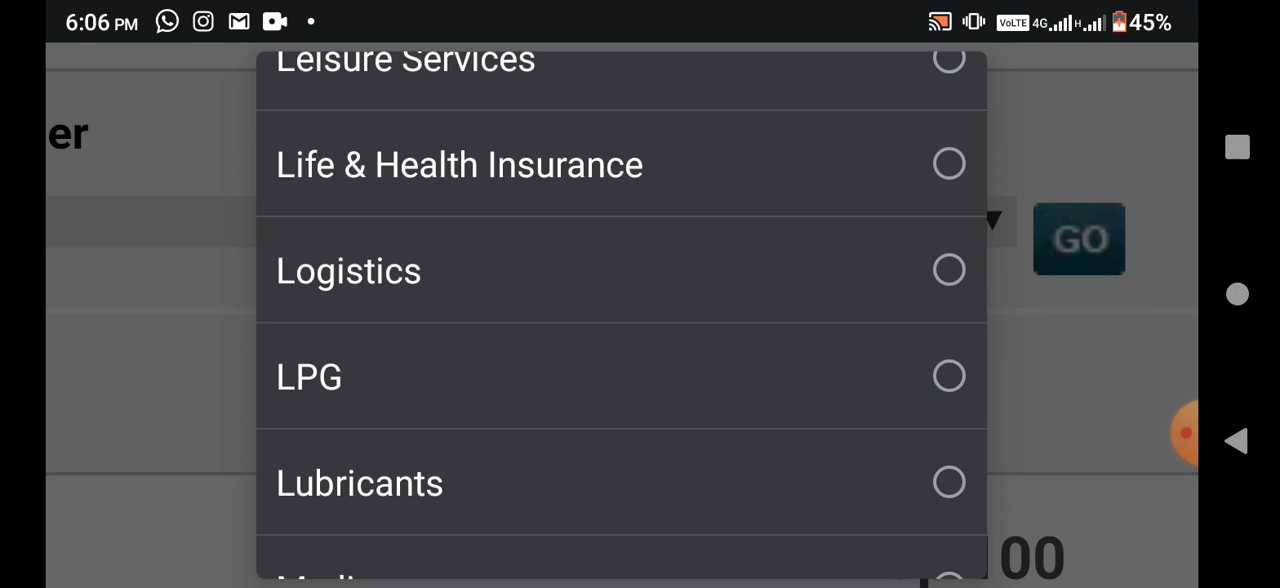 6:06 PM
VoLTE 4G H 45%
Leisure Services
er
Life & Health Insurance
GO
Logistics
LPG
Lubricants
00